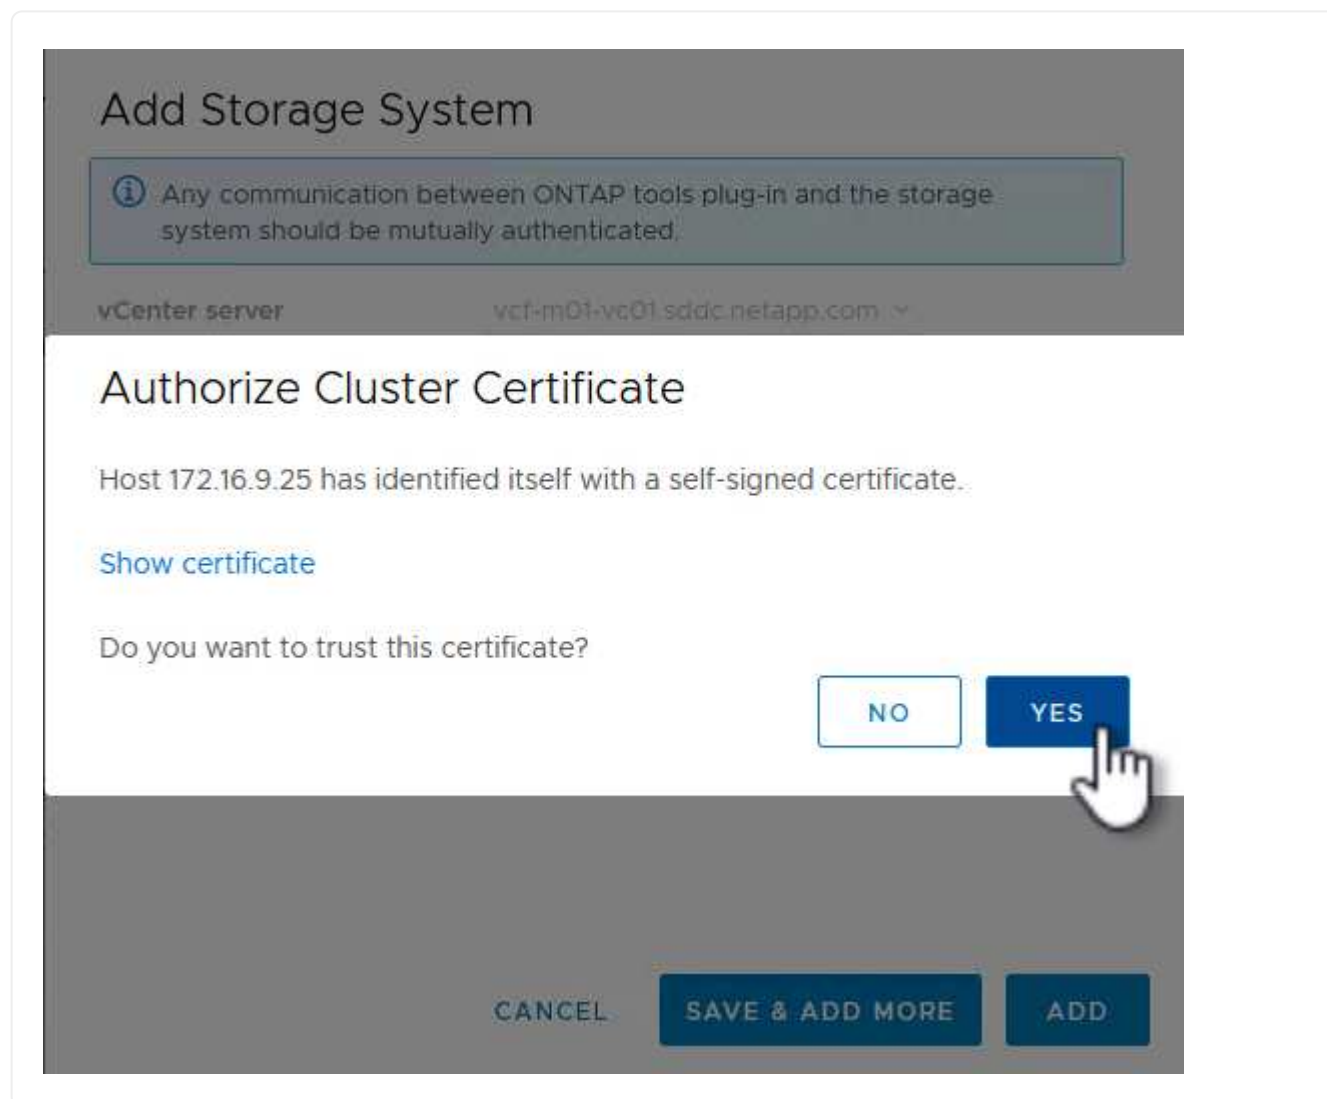 Add Storage System
Any communication between ONTAP tools plug-in and the storage
system should be mutually authenticated.
vCenter server vcf-m01-vc01.sddc.netapp.com
Authorize Cluster Certificate
Host 172.16.9.25 has identified itself with a self-signed certificate.
Show certificate
Do you want to trust this certificate?
NO YES
CANCEL SAVE & ADD MORE ADD